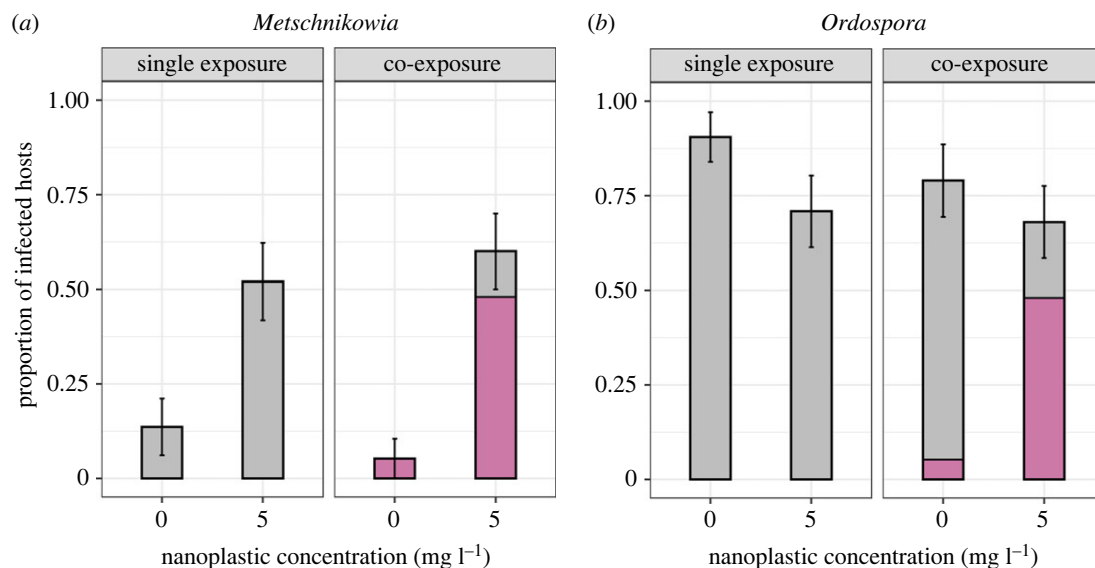 (a) Metschnikowia
single exposure co-exposure
1.00
0.75
0.50
0.25
0
proportion of infected hosts
0 5 0 5
nanoplastic concentration (mg l⁻¹)
(b) Ordospora
single exposure co-exposure
1.00
0.75
0.50
0.25
0
0 5 0 5
nanoplastic concentration (mg l⁻¹)